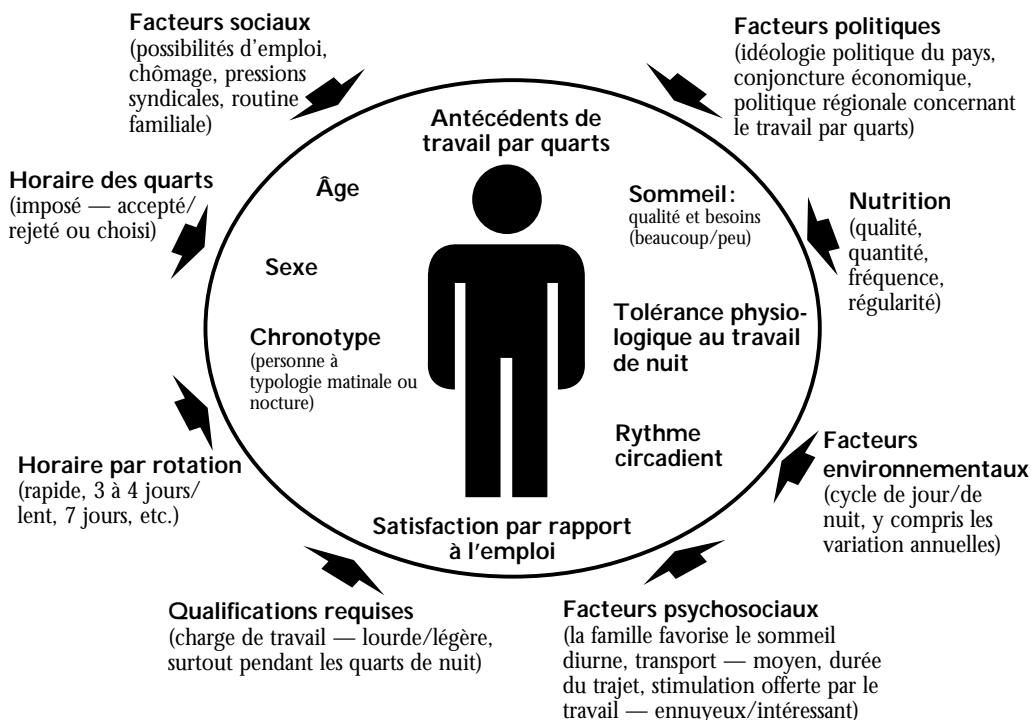 Facteurs sociaux
(possibilités d'emploi,
chômage, pressions
syndicales, routine
familiale)
Facteurs politiques
(idéologie politique du pays,
conjoncture économique,
politique régionale concernant
le travail par quarts)
Antécédents de
travail par quarts
Horaire des quarts
(imposé — accepté/
rejeté ou choisi)
Âge
Sommeil:
qualité et besoins
(beaucoup/peu)
Nutrition
(qualité,
quantité,
fréquence,
régularité)
Sexe
Chronotype
(personne à
typologie matinale ou
nocture)
Tolérance physio-
logique au travail
de nuit
Rythme
circadient
Horaire par rotation
(rapide, 3 à 4 jours/
lent, 7 jours, etc.)
Facteurs
environnementaux
(cycle de jour/de
nuit, y compris les
variation annuelles)
Satisfaction par rapport
à l'emploi
Qualifications requises
(charge de travail — lourde/légère,
surtout pendant les quarts de nuit)
Facteurs psychosociaux
(la famille favorise le sommeil
diurne, transport — moyen, durée
du trajet, stimulation offerte par le
travail — ennuyeux/intéressant)